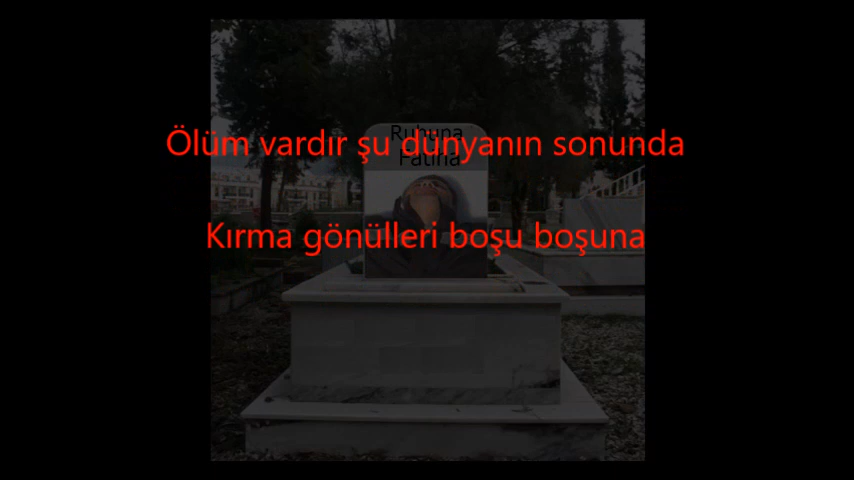 Ruhuna
Ölüm vardır şu dünyanın sonunda
Fatiha
Kırma gönülleri boşu boşuna